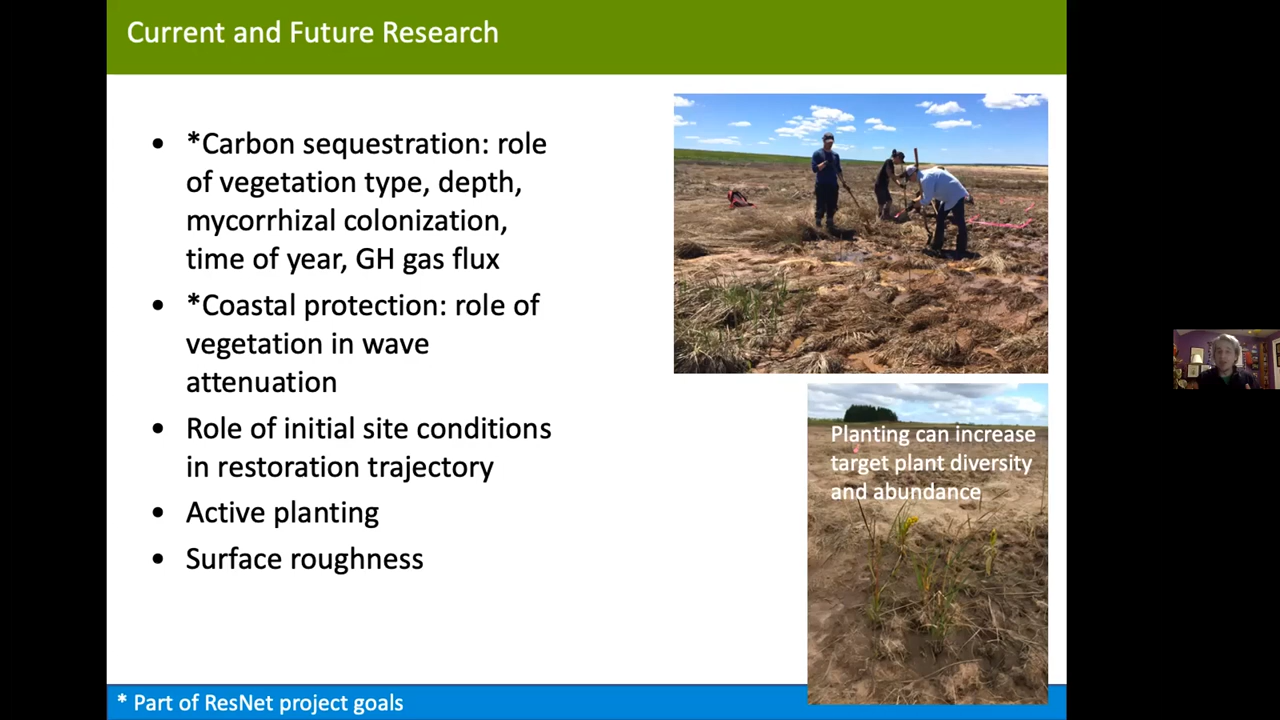 Current and Future Research
• *Carbon sequestration: role
of vegetation type, depth,
mycorrhizal colonization,
time of year, GH gas flux
• *Coastal protection: role of
vegetation in wave
attenuation
• Role of initial site conditions
in restoration trajectory
• Active planting
• Surface roughness
Planting can increase
target plant diversity
and abundance
* Part of ResNet project goals